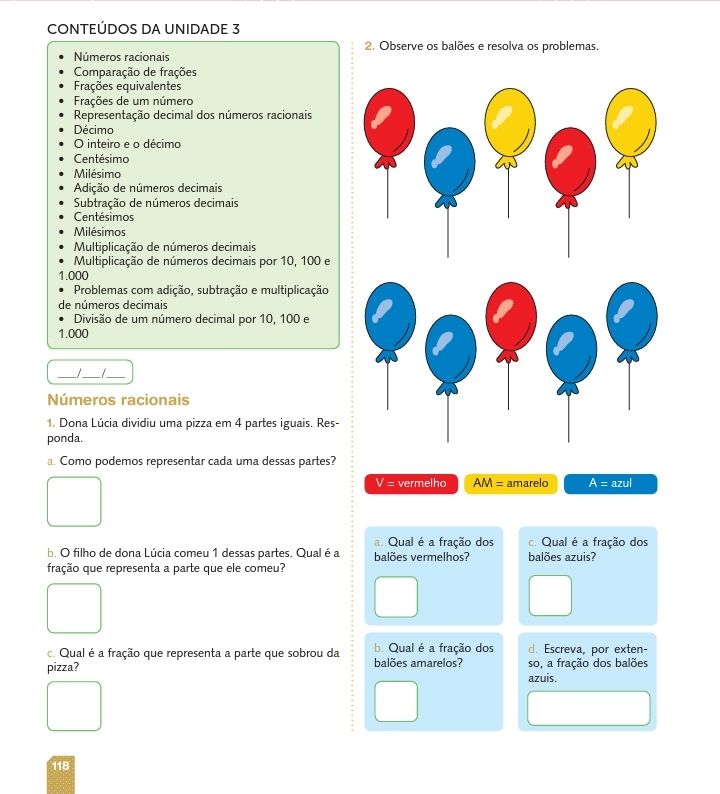 CONTEÚDOS DA UNIDADE 3
• Números racionais
• Comparação de frações
• Frações equivalentes
• Frações de um número
• Representação decimal dos números racionais
• Décimo
• O inteiro e o décimo
• Centésimo
• Milésimo
• Adição de números decimais
• Subtração de números decimais
• Centésimos
• Milésimos
• Multiplicação de números decimais
• Multiplicação de números decimais por 10, 100 e
1.000
• Problemas com adição, subtração e multiplicação
de números decimais
• Divisão de um número decimal por 10, 100 e
1.000
___/___/___
Números racionais
1. Dona Lúcia dividiu uma pizza em 4 partes iguais. Res-
ponda.
a. Como podemos representar cada uma dessas partes?
b. O filho de dona Lúcia comeu 1 dessas partes. Qual é a
fração que representa a parte que ele comeu?
c. Qual é a fração que representa a parte que sobrou da
pizza?
2. Observe os balões e resolva os problemas.
V = vermelho
AM = amarelo
A = azul
a. Qual é a fração dos
balões vermelhos?
b. Qual é a fração dos
balões amarelos?
c. Qual é a fração dos
balões azuis?
d. Escreva, por exten-
so, a fração dos balões
azuis.
118